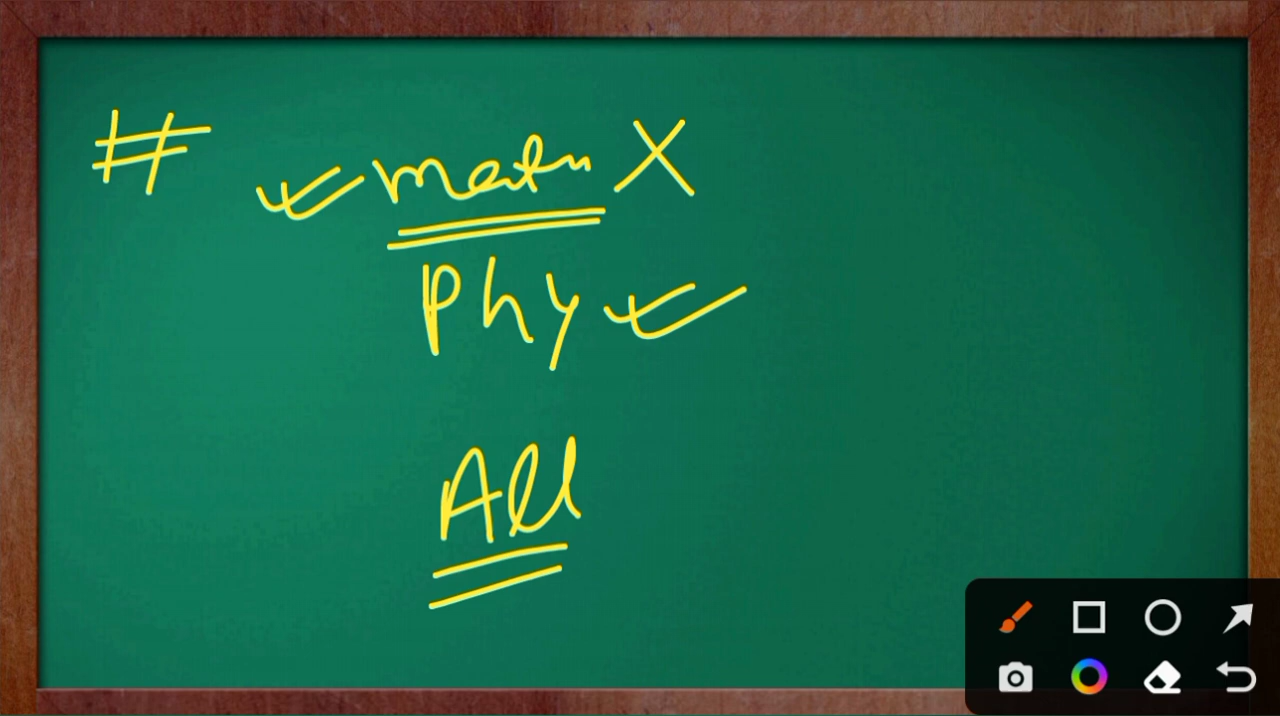 #
✓ math X
Phy ✓
All